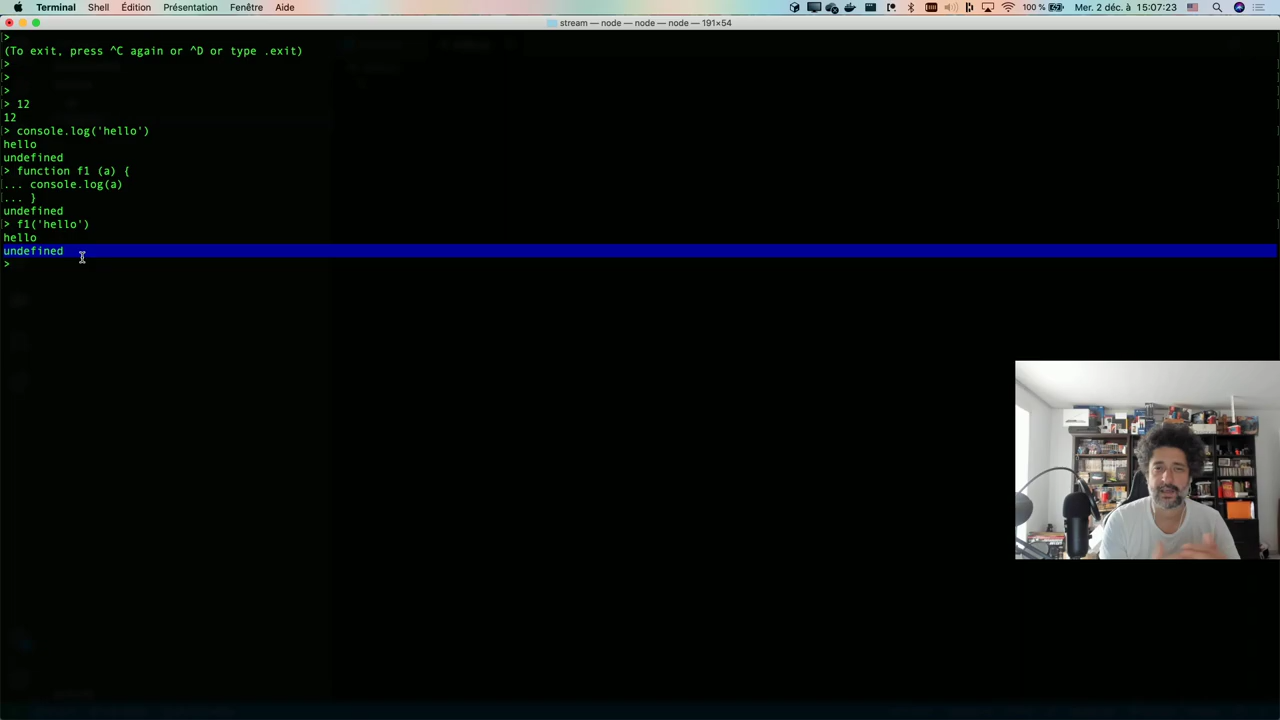 Terminal Shell Édition Présentation Fenêtre Aide 100 % Mer. 2 déc. à 15:07:23
stream — node — node — node — 191×54
>
(To exit, press ^C again or ^D or type .exit)
>
>
>
> 12
12
> console.log('hello')
hello
undefined
> function f1 (a) {
... console.log(a)
... }
undefined
> f1('hello')
hello
undefined
>